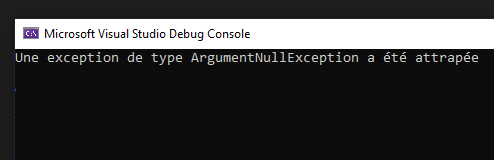 Microsoft Visual Studio Debug Console
Une exception de type ArgumentNullException a été attrapée